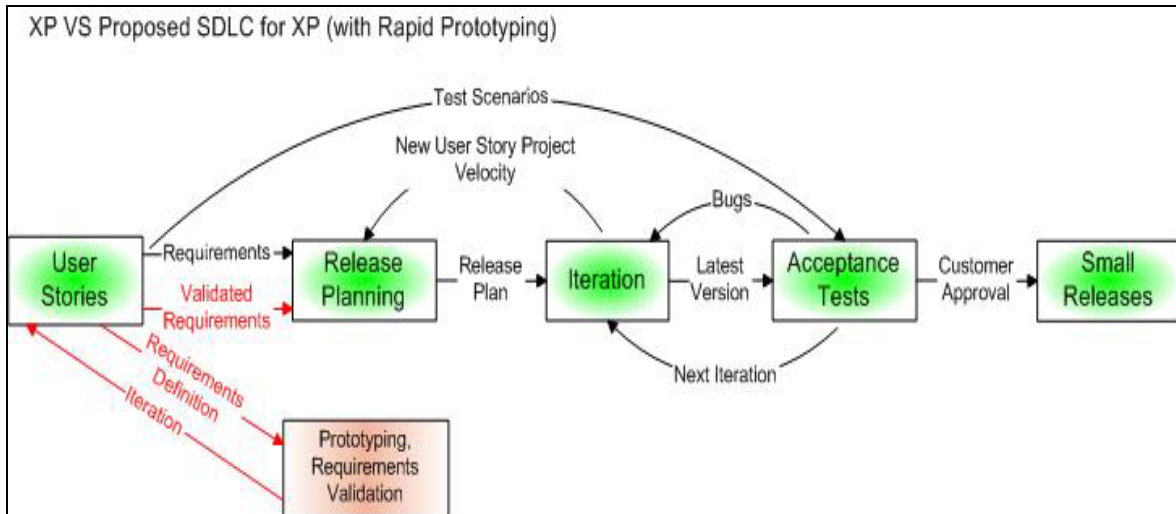 XP VS Proposed SDLC for XP (with Rapid Prototyping)
Test Scenarios
New User Story Project
Velocity
Bugs
User
Stories
Requirements
Validated
Requirements
Release
Planning
Release
Plan
Iteration
Latest
Version
Acceptance
Tests
Customer
Approval
Small
Releases
Next Iteration
Requirements
Definition
Iteration
Prototyping,
Requirements
Validation